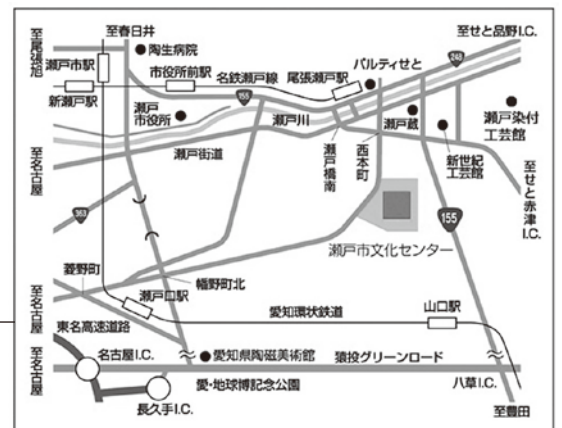 至春日井
至せと品野I.C.
至尾張旭
陶生病院
瀬戸市駅
市役所前駅
名鉄瀬戸線
尾張瀬戸駅
パルティせと
248
新瀬戸駅
155
瀬戸
市役所
瀬戸川
瀬戸蔵
瀬戸染付
工芸館
至名古屋
瀬戸街道
瀬戸橋南
西本町
新世紀
工芸館
至せと赤津I.C.
363
155
瀬戸市文化センター
菱野町
幡野町北
瀬戸口駅
至名古屋
愛知環状鉄道
山口駅
東名高速道路
至名古屋
名古屋I.C.
愛知県陶磁美術館
猿投グリーンロード
愛・地球博記念公園
八草I.C.
長久手I.C.
至豊田